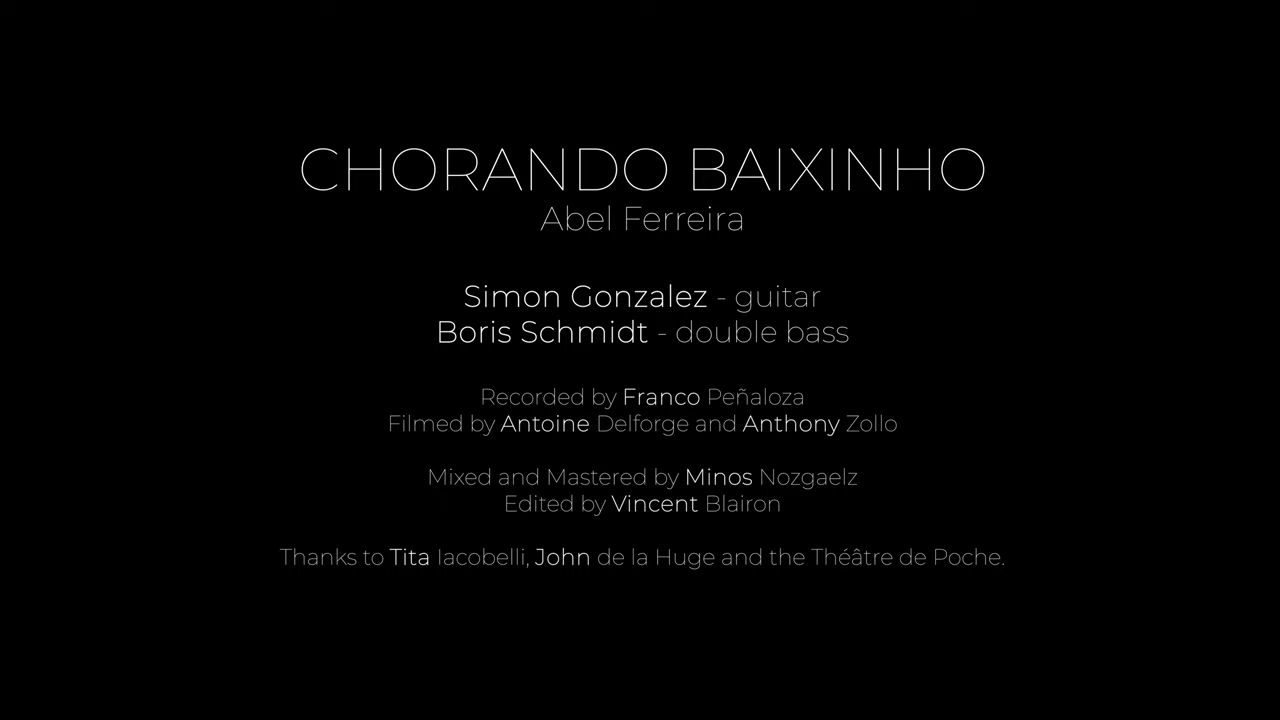 CHORANDO BAIXINHO
Abel Ferreira
Simon Gonzalez - guitar
Boris Schmidt - double bass
Recorded by Franco Peñaloza
Filmed by Antoine Delforge and Anthony Zollo
Mixed and Mastered by Minos Nozgaelz
Edited by Vincent Blairon
Thanks to Tita Iacobelli, John de la Huge and the Théâtre de Poche.